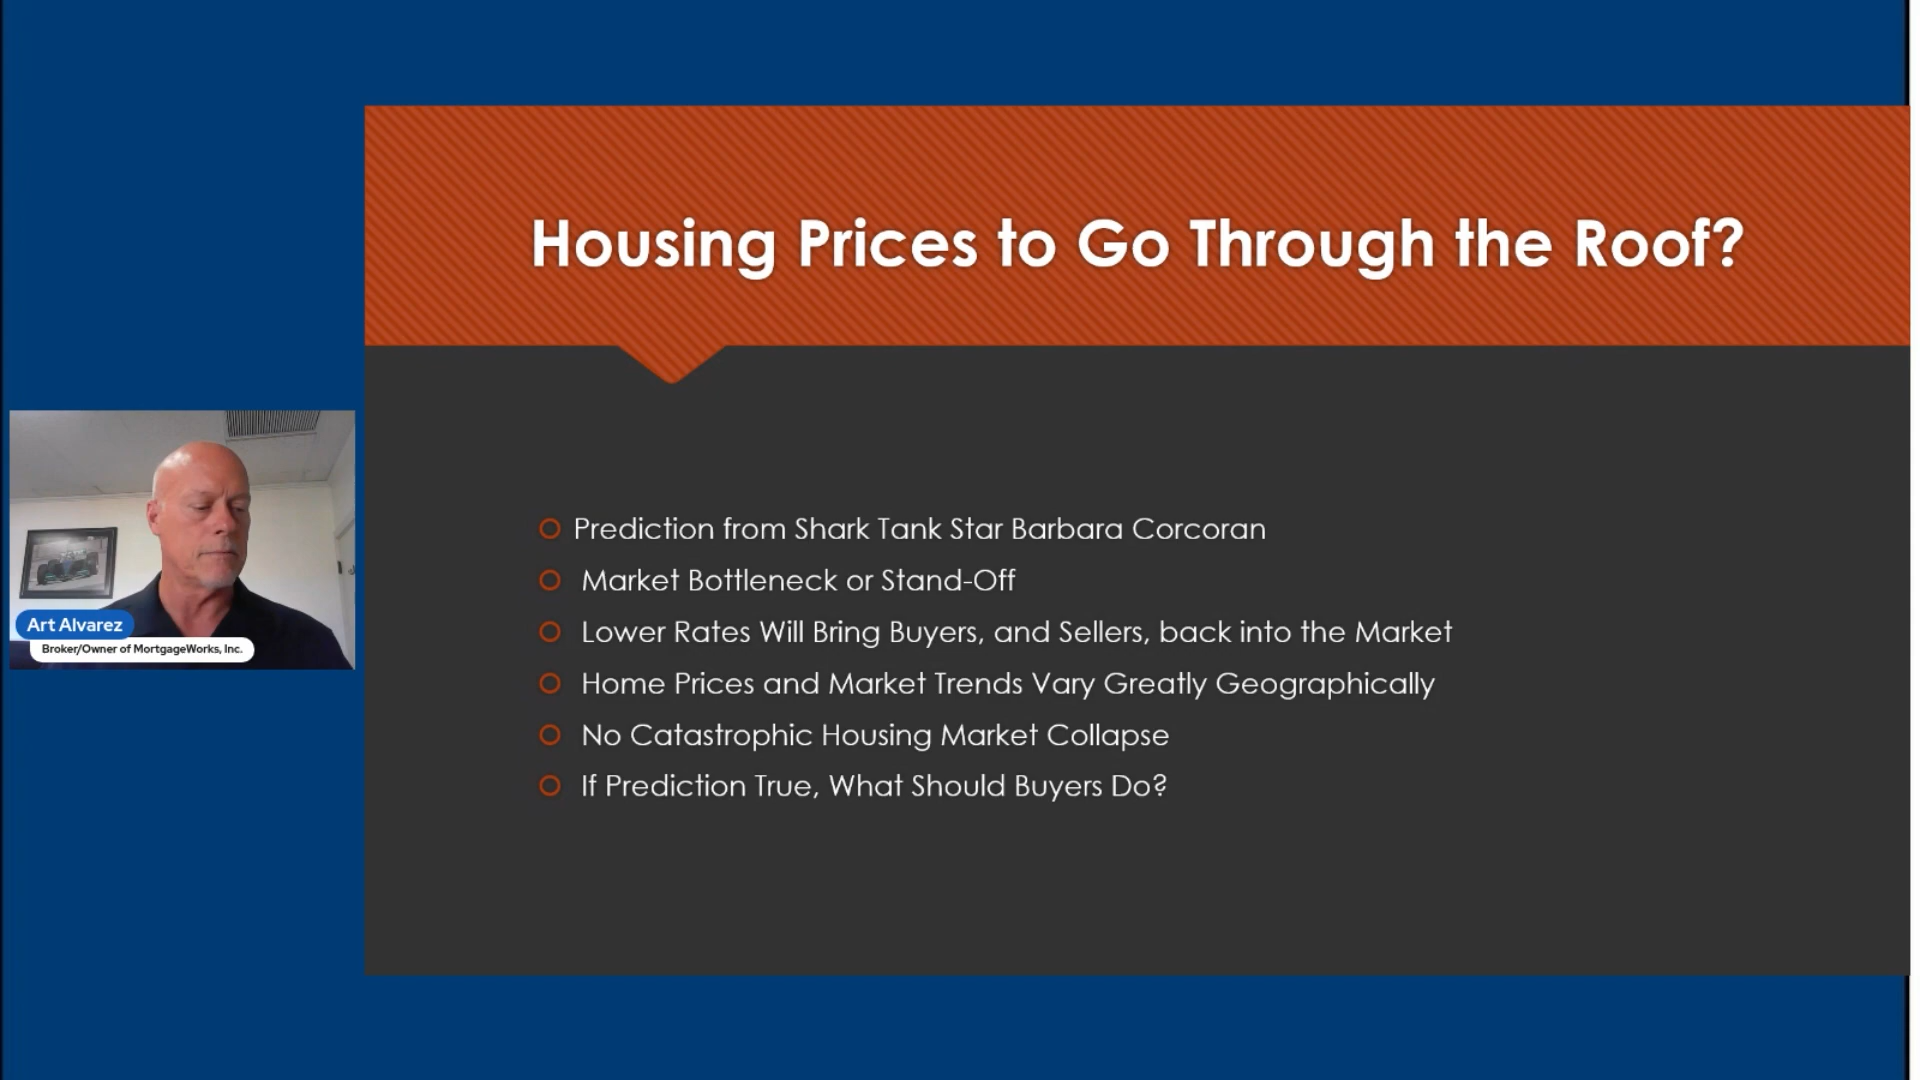 Housing Prices to Go Through the Roof?
Prediction from Shark Tank Star Barbara Corcoran
Market Bottleneck or Stand-Off
Lower Rates Will Bring Buyers, and Sellers, back into the Market
Home Prices and Market Trends Vary Greatly Geographically
No Catastrophic Housing Market Collapse
If Prediction True, What Should Buyers Do?
Art Alvarez
Broker/Owner of MortgageWorks, Inc.